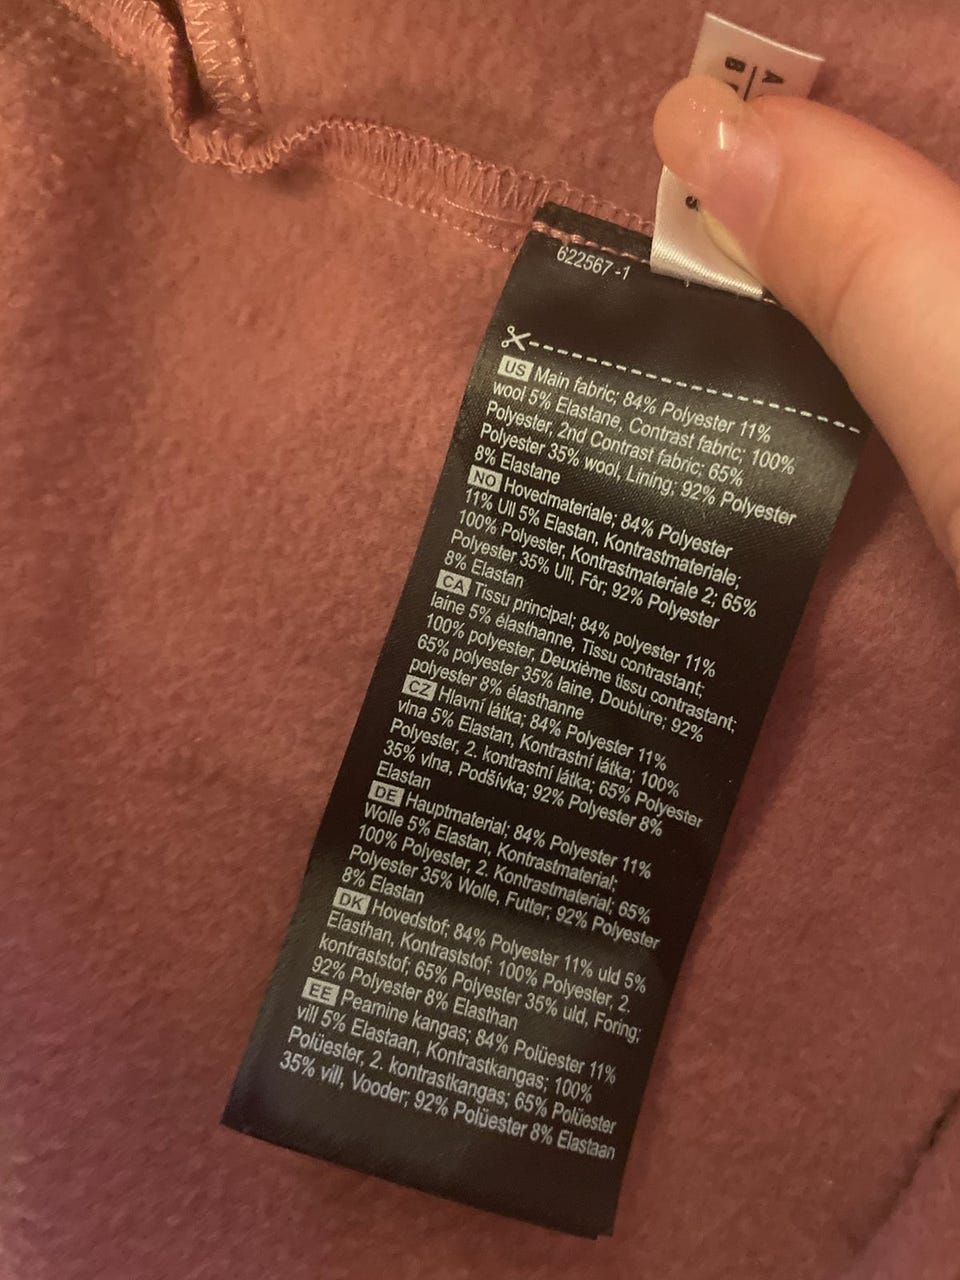 622567-1
US Main fabric; 84% Polyester 11%
wool 5% Elastane, Contrast fabric; 100%
Polyester, 2nd Contrast fabric; 65%
Polyester 35% wool, Lining; 92% Polyester
8% Elastane
NO Hovedmateriale; 84% Polyester
11% Ull 5% Elastan, Kontrastmateriale;
100% Polyester, Kontrastmateriale 2; 65%
Polyester 35% Ull, Fôr; 92% Polyester
8% Elastan
CA Tissu principal; 84% polyester 11%
laine 5% élasthanne, Tissu contrastant;
100% polyester, Deuxième tissu contrastant;
65% polyester 35% laine, Doublure; 92%
polyester 8% élasthanne
CZ Hlavní látka; 84% Polyester 11%
vlna 5% Elastan, Kontrastní látka; 100%
Polyester, 2. kontrastní látka; 65% Polyester
35% vlna, Podšívka; 92% Polyester 8%
Elastan
DE Hauptmaterial; 84% Polyester 11%
Wolle 5% Elastan, Kontrastmaterial;
100% Polyester, 2. Kontrastmaterial; 65%
Polyester 35% Wolle, Futter; 92% Polyester
8% Elastan
DK Hovedstof; 84% Polyester 11% uld 5%
Elasthan, Kontraststof; 100% Polyester, 2.
kontraststof; 65% Polyester 35% uld, Foring;
92% Polyester 8% Elasthan
EE Peamine kangas; 84% Polüester 11%
vill 5% Elastaan, Kontrastkangas; 100%
Polüester, 2. kontrastkangas; 65% Polüester
35% vill, Vooder; 92% Polüester 8% Elastaan